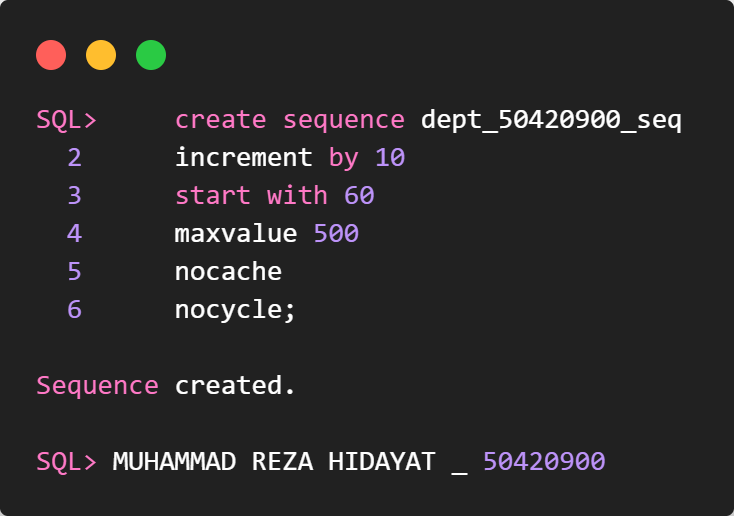 SQL>     create sequence dept_50420900_seq
  2      increment by 10
  3      start with 60
  4      maxvalue 500
  5      nocache
  6      nocycle;
Sequence created.
SQL> MUHAMMAD REZA HIDAYAT _ 50420900